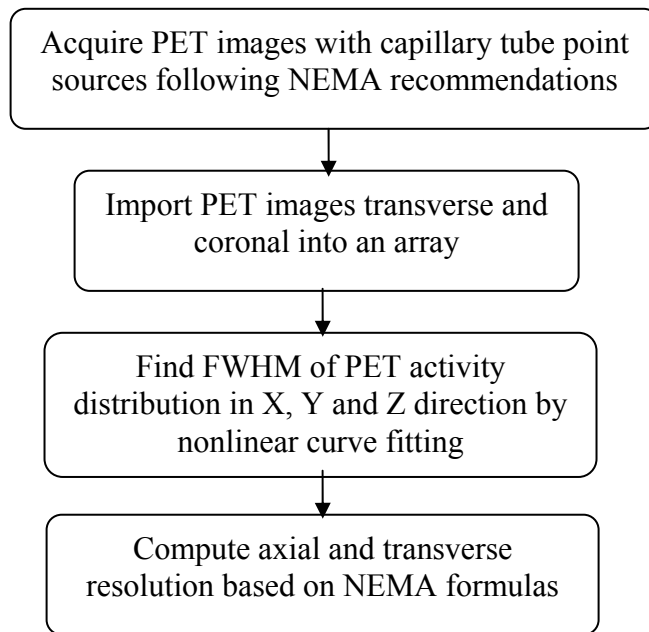 Acquire PET images with capillary tube point
sources following NEMA recommendations
Import PET images transverse and
coronal into an array
Find FWHM of PET activity
distribution in X, Y and Z direction by
nonlinear curve fitting
Compute axial and transverse
resolution based on NEMA formulas